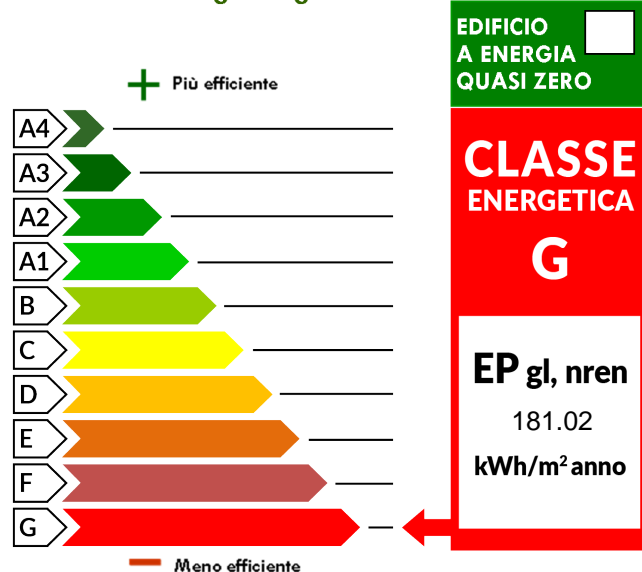 EDIFICIO
A ENERGIA
QUASI ZERO
Più efficiente
A4
A3
A2
A1
B
C
D
E
F
G
Meno efficiente
CLASSE
ENERGETICA
G
EP gl, nren
181.02
kWh/m² anno